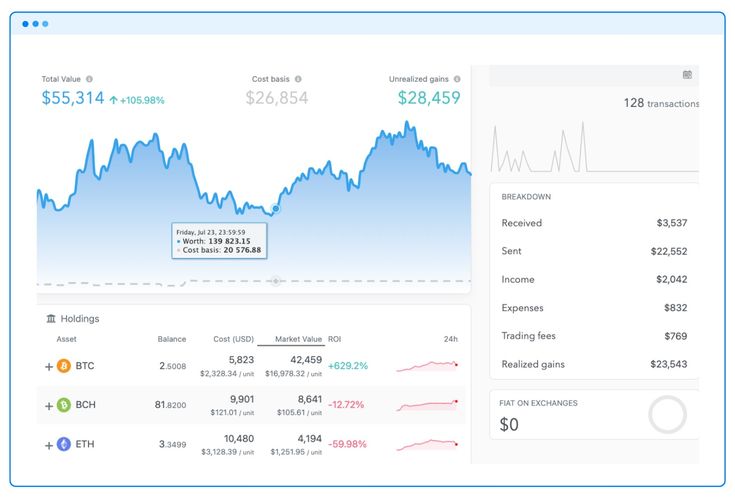 Total Value Cost basis Unrealized gains
$55,314 +105.98% $26,854 $28,459
128 transactions
Friday, Jul 23, 23:59:59
Worth: 139 823.15
Cost basis: 20 576.88
BREAKDOWN
Received $3,537
Sent $22,552
Income $2,042
Expenses $832
Trading fees $769
Realized gains $23,543
FIAT ON EXCHANGES
$0
Holdings
Asset Balance Cost (USD) Market Value ROI 24h
BTC 2.5008 5,823 42,459 +629.2%
$2,328.34 / unit $16,978.32 / unit
BCH 81.8200 9,901 8,641 -12.72%
$121.01 / unit $105.61 / unit
ETH 3.3499 10,480 4,194 -59.98%
$3,128.39 / unit $1,251.95 / unit